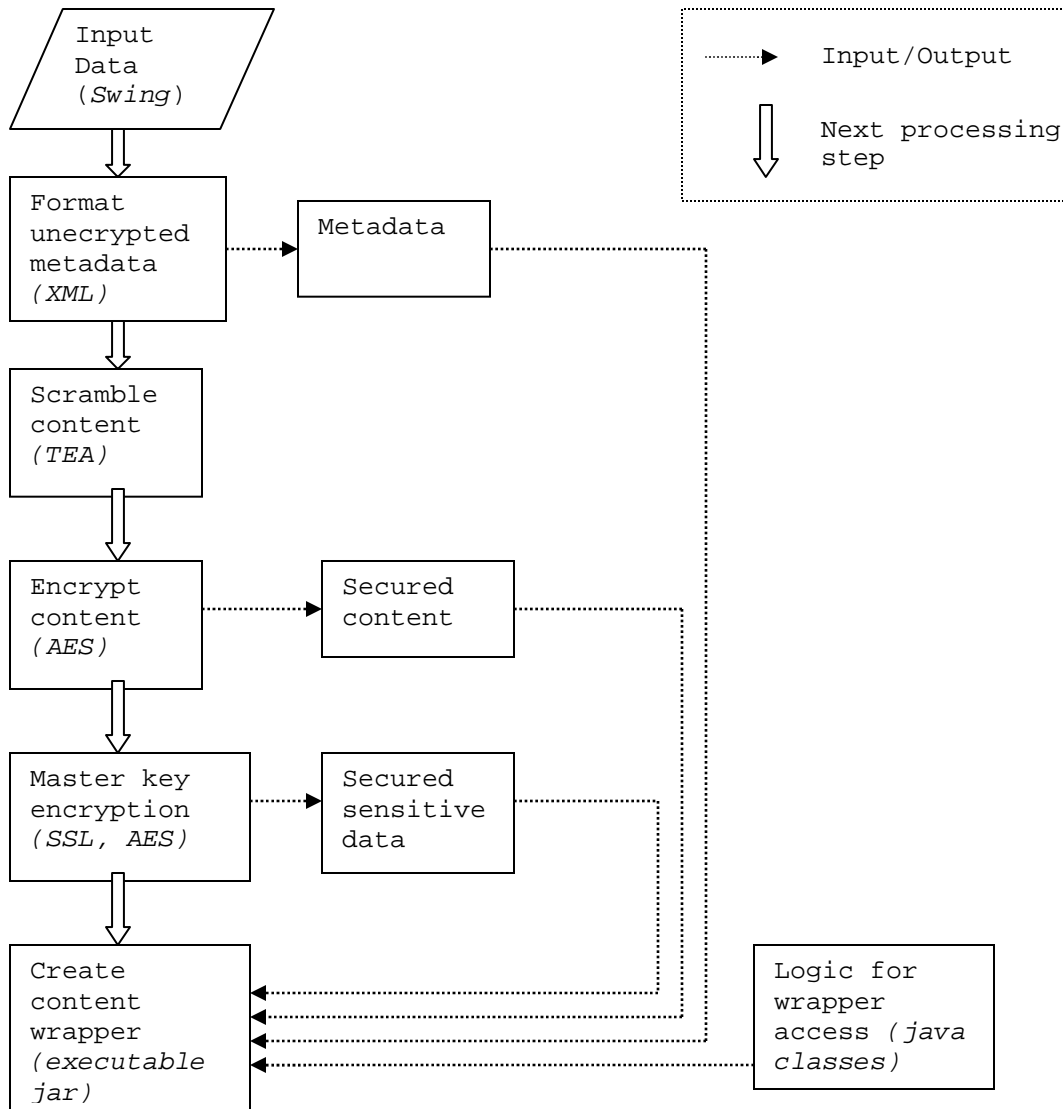 Input
Data
(Swing)
Input/Output
Next processing
step
Format
unecrypted
metadata
(XML)
Metadata
Scramble
content
(TEA)
Encrypt
content
(AES)
Secured
content
Master key
encryption
(SSL, AES)
Secured
sensitive
data
Create
content
wrapper
(executable
jar)
Logic for
wrapper
access (java
classes)